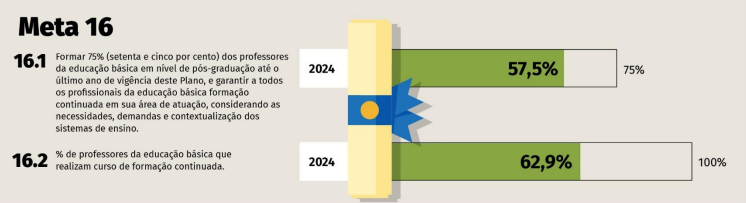 Meta 16
16.1 Formar 75% (setenta e cinco por cento) dos professores
da educação básica em nível de pós-graduação até o
último ano de vigência deste Plano, e garantir a todos
os profissionais da educação básica formação
continuada em sua área de atuação, considerando as
necessidades, demandas e contextualização dos
sistemas de ensino.
2024 57,5% 75%
16.2 % de professores da educação básica que
realizam curso de formação continuada.
2024 62,9% 100%